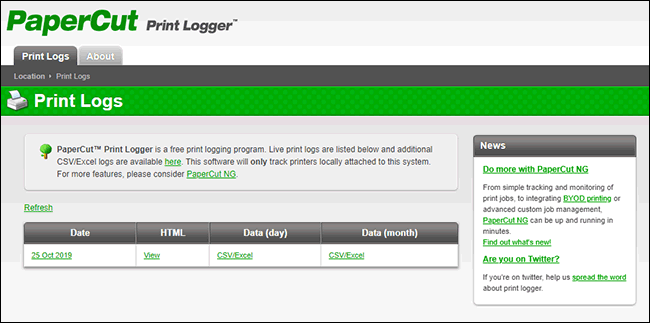 PaperCut Print Logger™
Print Logs About
Location Print Logs
Print Logs
PaperCut™ Print Logger is a free print logging program. Live print logs are listed below and additional
CSV/Excel logs are available here. This software will only track printers locally attached to this system.
For more features, please consider PaperCut NG.
Refresh
Date HTML Data (day) Data (month)
25 Oct 2019 View CSV/Excel CSV/Excel
News
Do more with PaperCut NG
From simple tracking and monitoring of
print jobs, to integrating BYOD printing or
advanced custom job management,
PaperCut NG can be up and running in
minutes.
Find out what's new!
Are you on Twitter?
If you're on twitter, help us spread the word
about print logger.